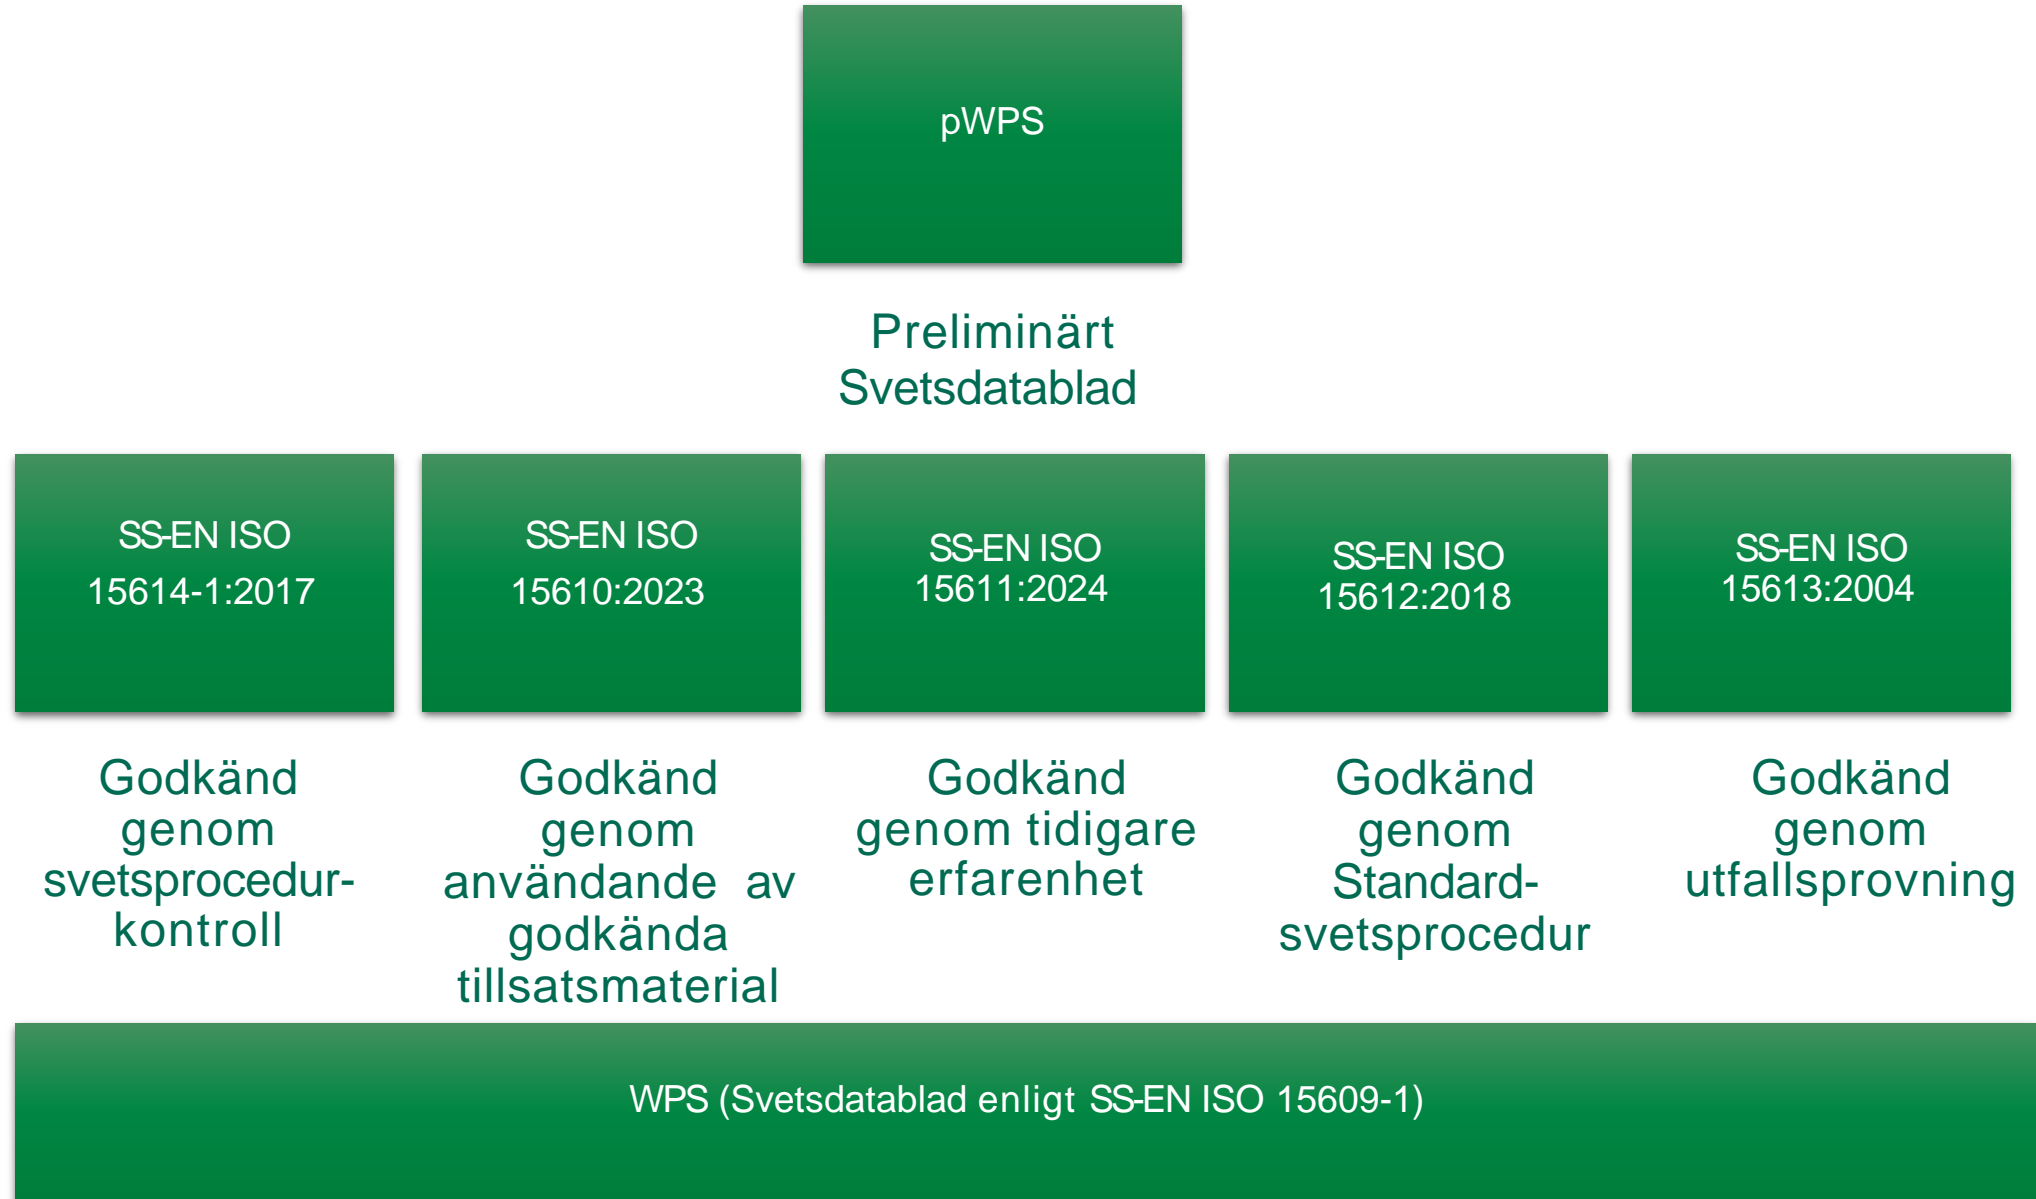 pWPS
Preliminärt
Svetsdatablad
SS-EN ISO
15614-1:2017
SS-EN ISO
15610:2023
SS-EN ISO
15611:2024
SS-EN ISO
15612:2018
SS-EN ISO
15613:2004
Godkänd
genom
svetsprocedur-
kontroll
Godkänd
genom
användande av
godkända
tillsatsmaterial
Godkänd
genom tidigare
erfarenhet
Godkänd
genom
Standard-
svetsprocedur
Godkänd
genom
utfallsprovning
WPS (Svetsdatablad enligt SS-EN ISO 15609-1)